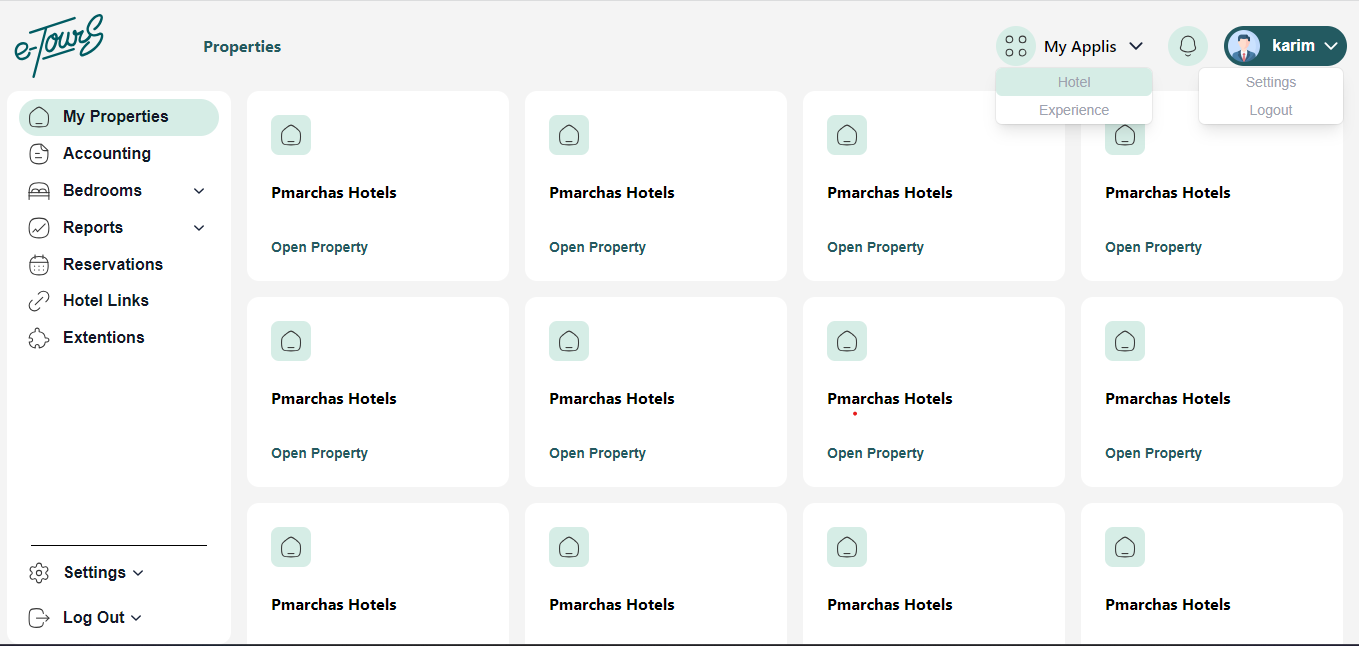 e-Tours
Properties
My Applis
karim
Hotel
Experience
Settings
Logout
My Properties
Accounting
Bedrooms
Reports
Reservations
Hotel Links
Extentions
Settings
Log Out
Pmarchas Hotels
Open Property
Pmarchas Hotels
Open Property
Pmarchas Hotels
Open Property
Pmarchas Hotels
Open Property
Pmarchas Hotels
Open Property
Pmarchas Hotels
Open Property
Pmarchas Hotels
Open Property
Pmarchas Hotels
Open Property
Pmarchas Hotels
Pmarchas Hotels
Pmarchas Hotels
Pmarchas Hotels